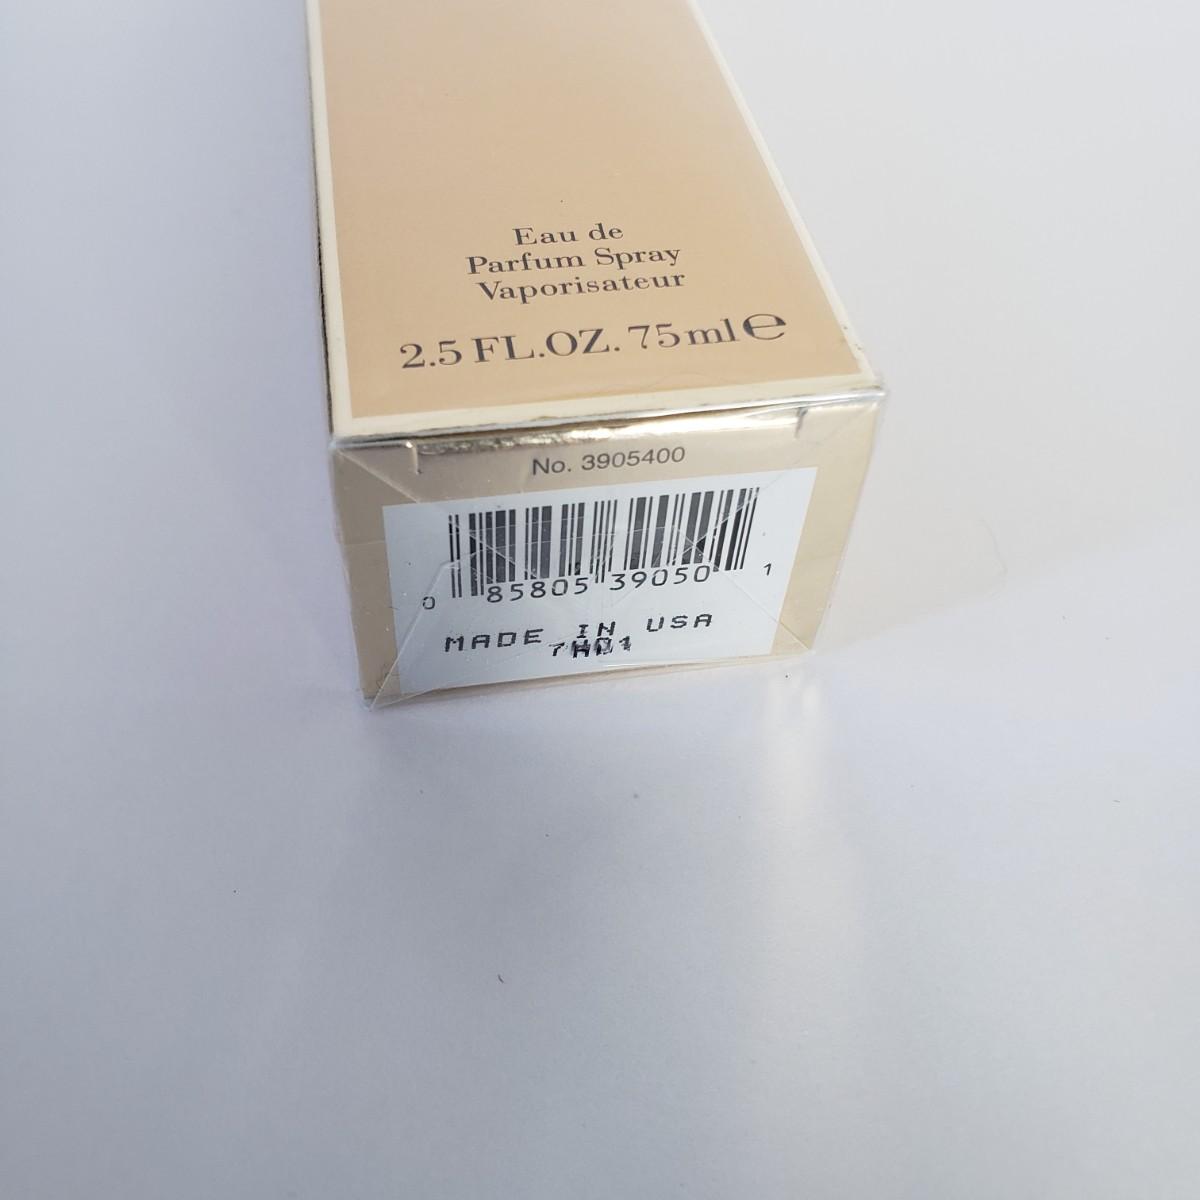 Eau de
Parfum Spray
Vaporisateur
2.5 FL.OZ. 75ml℮
No. 3905400
0 85805 39050 1
MADE IN USA